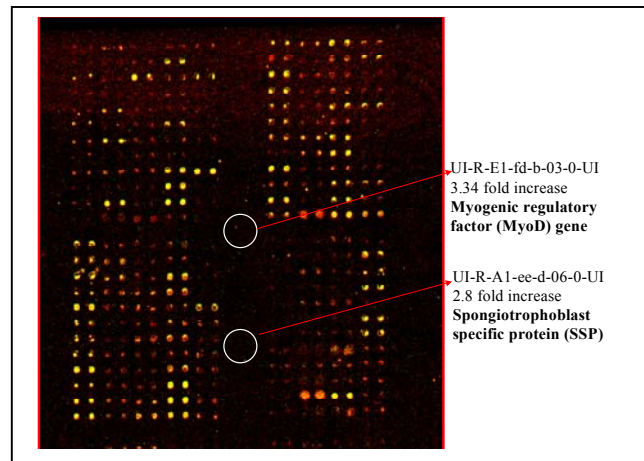 UI-R-E1-fd-b-03-0-UI
3.34 fold increase
Myogenic regulatory
factor (MyoD) gene
UI-R-A1-ee-d-06-0-UI
2.8 fold increase
Spongiotrophoblast
specific protein (SSP)